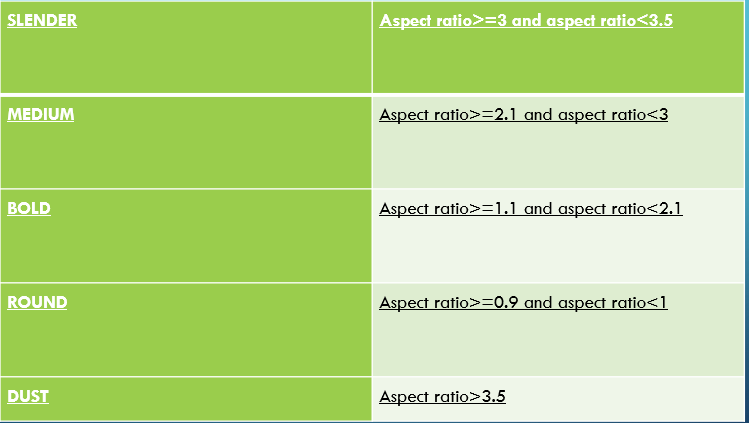 SLENDER Aspect ratio>=3 and aspect ratio<3.5
MEDIUM Aspect ratio>=2.1 and aspect ratio<3
BOLD Aspect ratio>=1.1 and aspect ratio<2.1
ROUND Aspect ratio>=0.9 and aspect ratio<1
DUST Aspect ratio>3.5